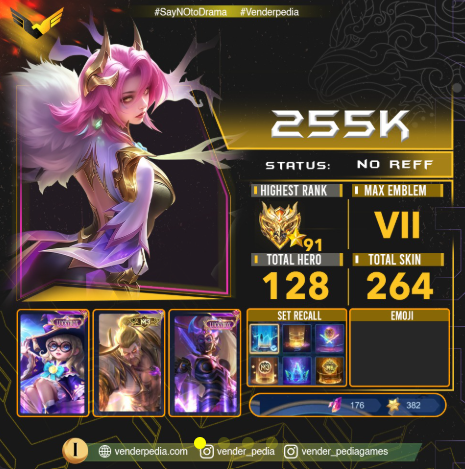 #SayNOtoDrama #Venderpedia
255K
STATUS: NO REFF
HIGHEST RANK
MAX EMBLEM
91
VII
TOTAL HERO
TOTAL SKIN
128
264
SET RECALL
EMOJI
176
382
I
venderpedia.com
vender_pedia
vender_pediagames